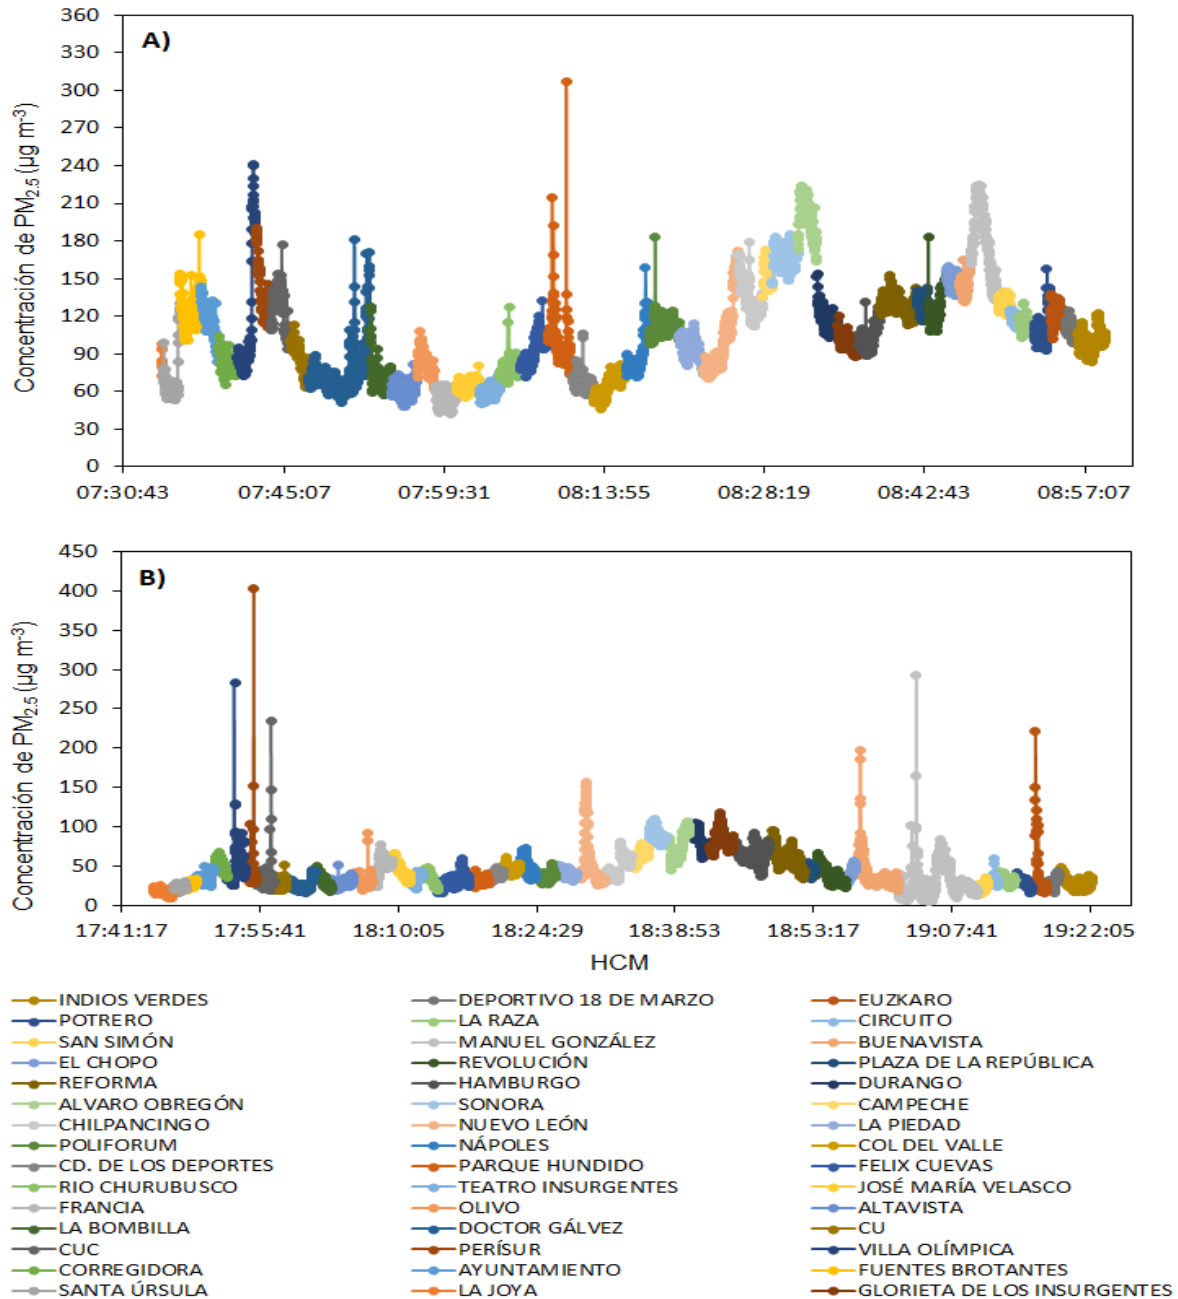 A)
Concentración de PM2.5 (µg m-3)
360
330
300
270
240
210
180
150
120
90
60
30
0
07:30:43 07:45:07 07:59:31 08:13:55 08:28:19 08:42:43 08:57:07
B)
Concentración de PM2.5 (µg m-3)
450
400
350
300
250
200
150
100
50
0
17:41:17 17:55:41 18:10:05 18:24:29 18:38:53 18:53:17 19:07:41 19:22:05
HCM
INDIOS VERDES DEPORTIVO 18 DE MARZO EUZKARO
POTRERO LA RAZA CIRCUITO
SAN SIMÓN MANUEL GONZÁLEZ BUENAVISTA
EL CHOPO REVOLUCIÓN PLAZA DE LA REPÚBLICA
REFORMA HAMBURGO DURANGO
ALVARO OBREGÓN SONORA CAMPECHE
CHILPANCINGO NUEVO LEÓN LA PIEDAD
POLIFORUM NÁPOLES COL DEL VALLE
CD. DE LOS DEPORTES PARQUE HUNDIDO FELIX CUEVAS
RIO CHURUBUSCO TEATRO INSURGENTES JOSÉ MARÍA VELASCO
FRANCIA OLIVO ALTAVISTA
LA BOMBILLA DOCTOR GÁLVEZ CU
CUC PERÍSUR VILLA OLÍMPICA
CORREGIDORA AYUNTAMIENTO FUENTES BROTANTES
SANTA ÚRSULA LA JOYA GLORIETA DE LOS INSURGENTES